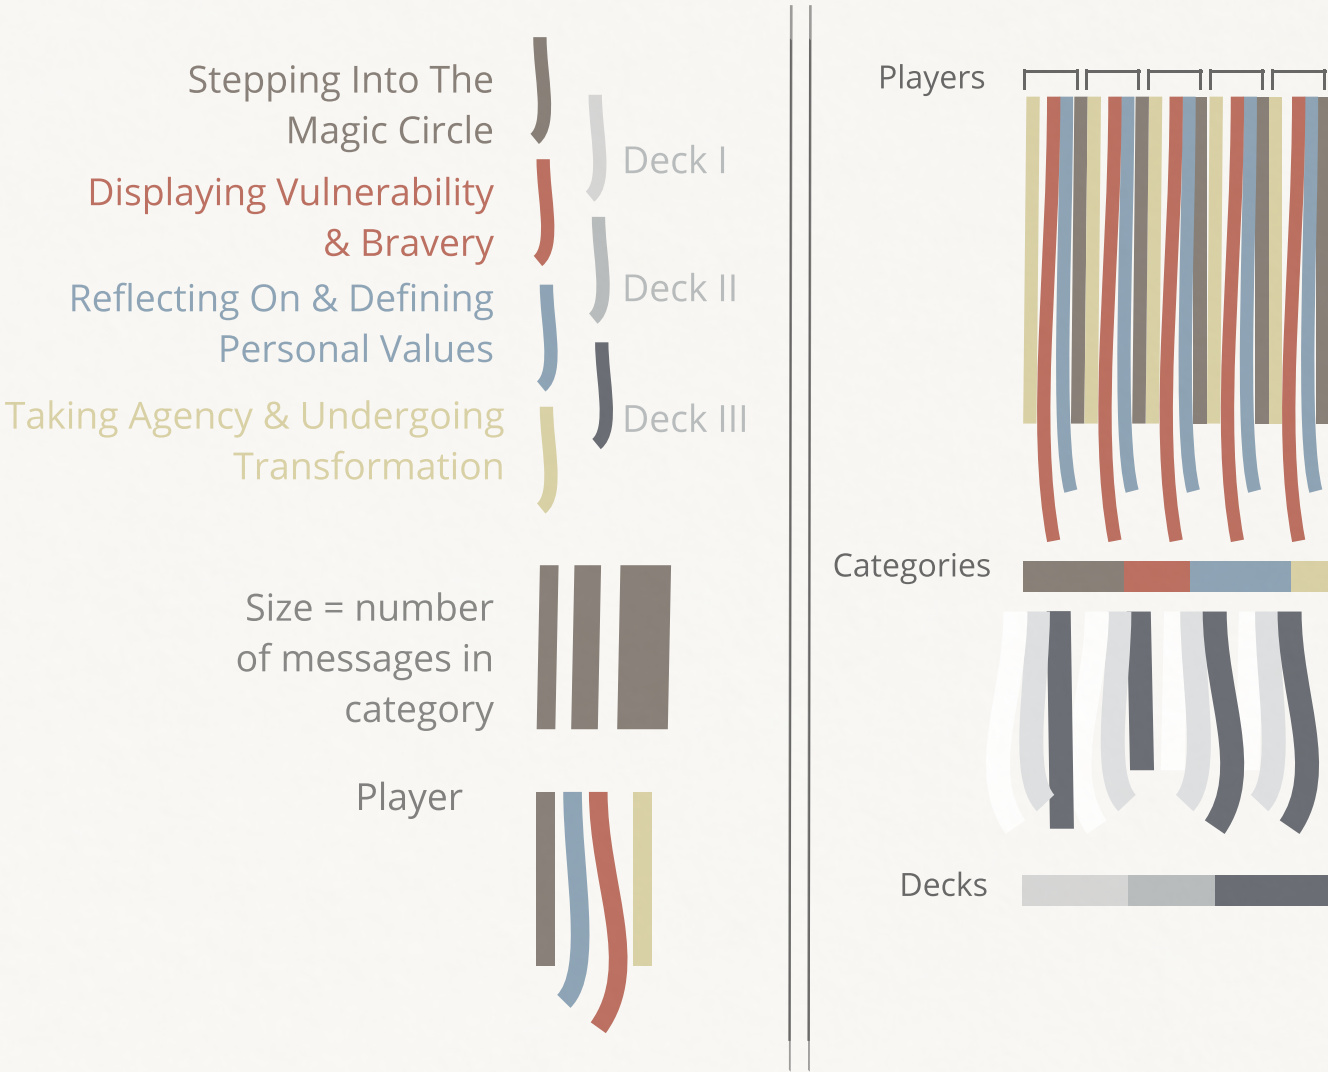 Stepping Into The
Magic Circle
Displaying Vulnerability
& Bravery
Reflecting On & Defining
Personal Values
Taking Agency & Undergoing
Transformation
Deck I
Deck II
Deck III
Size = number
of messages in
category
Player
Players
Categories
Decks